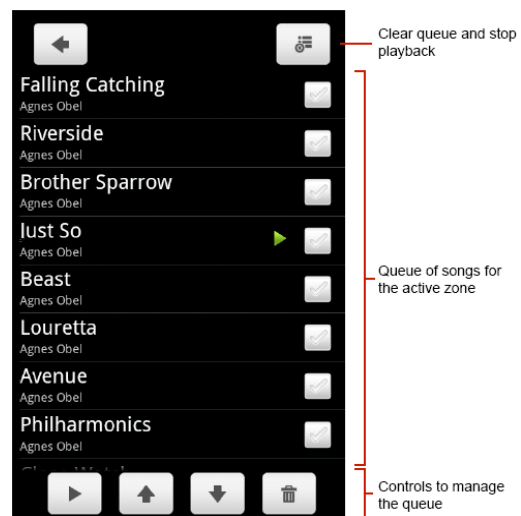 Clear queue and stop
playback
Falling Catching
Agnes Obel
Riverside
Agnes Obel
Brother Sparrow
Agnes Obel
Just So
Agnes Obel
Beast
Agnes Obel
Queue of songs for
the active zone
Louretta
Agnes Obel
Avenue
Agnes Obel
Philharmonics
Agnes Obel
Controls to manage
the queue